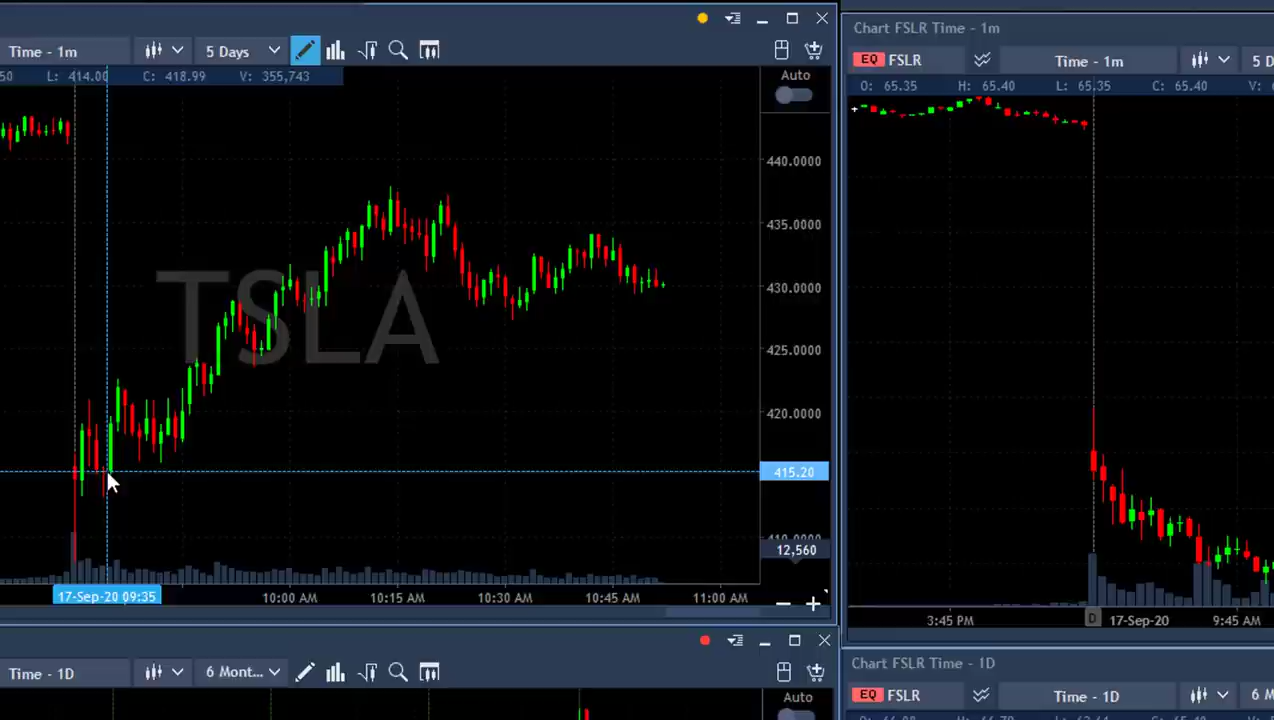 Time - 1m
5 Days
50 L: 414.00 C: 418.99 V: 355,743
Auto
440.0000
435.0000
430.0000
425.0000
420.0000
415.20
12,560
TSLA
17-Sep-20 09:35
10:00 AM
10:15 AM
10:30 AM
10:45 AM
11:00 AM
Time - 1D
6 Mont...
Auto
Chart FSLR Time - 1m
EQ FSLR
Time - 1m
5 D
O: 65.35 H: 65.40 L: 65.35 C: 65.40 V:
3:45 PM
D
17-Sep-20
9:45 AM
Chart FSLR Time - 1D
EQ FSLR
Time - 1D
6 M